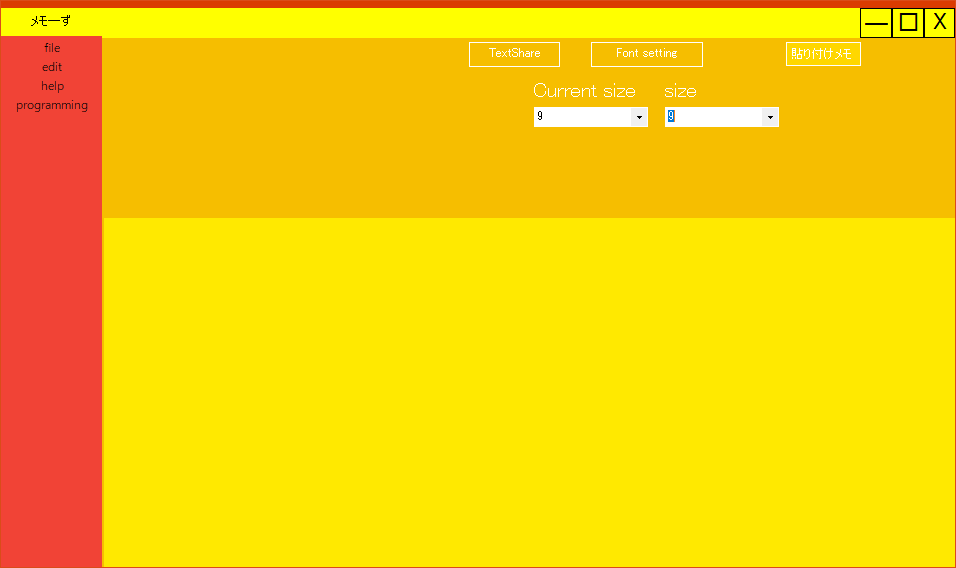 メモーず
― □ X
file
edit
help
programming
TextShare
Font setting
貼り付けメモ
Current size
size
9
9